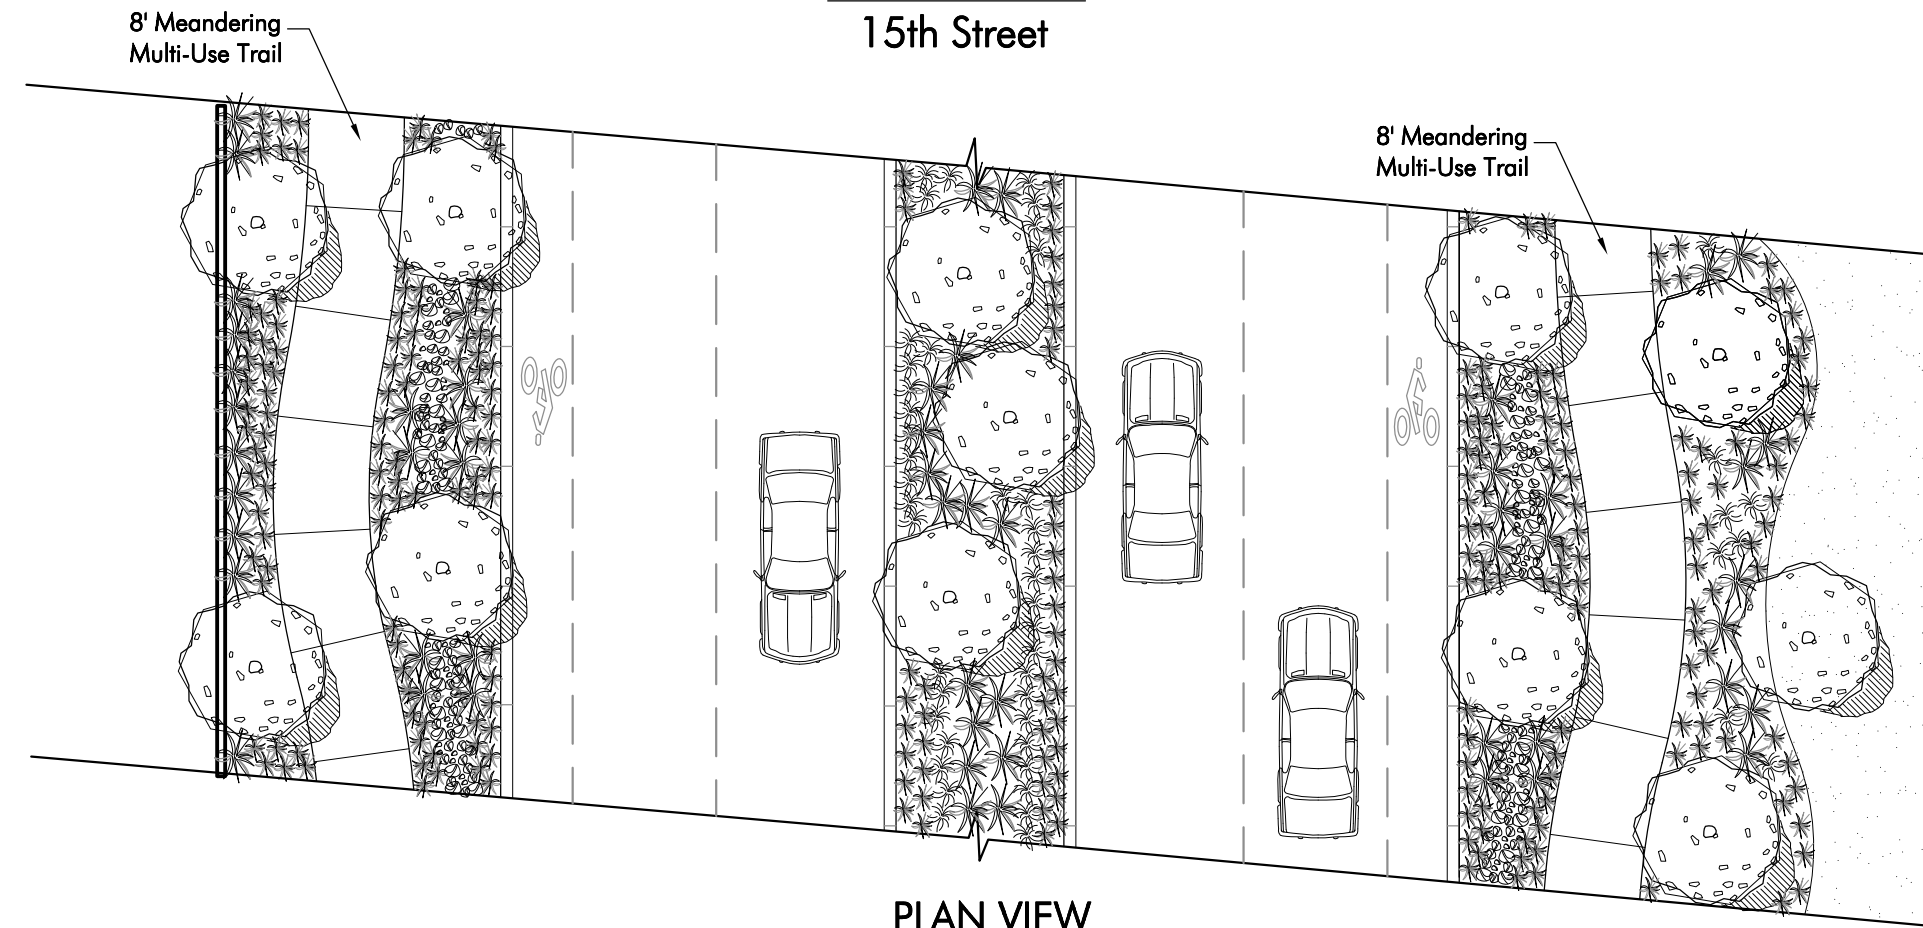 8' Meandering
Multi-Use Trail
15th Street
8' Meandering
Multi-Use Trail
PLAN VIEW